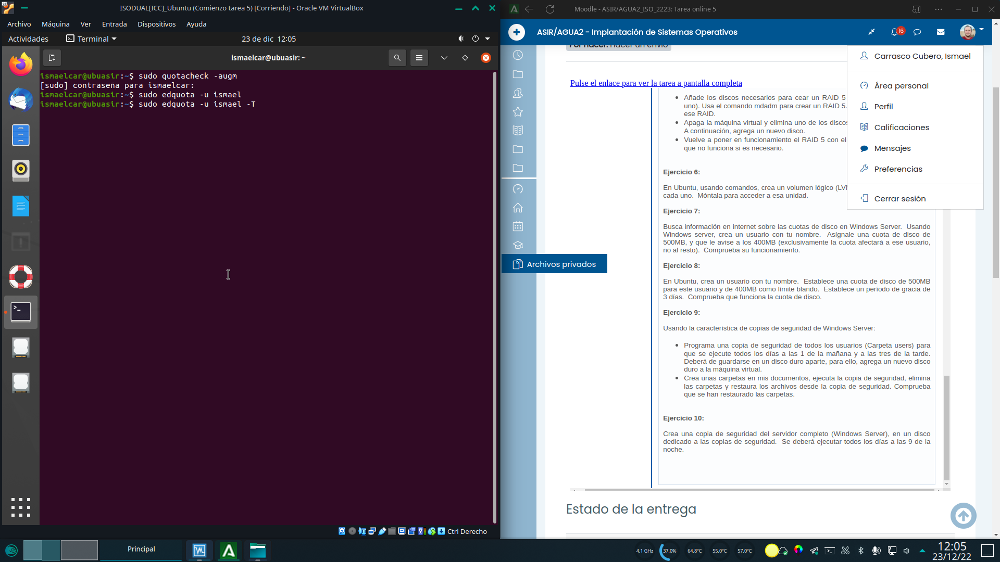 ISODUAL[ICC]_Ubuntu (Comienzo tarea 5) [Corriendo] - Oracle VM VirtualBox
Archivo Máquina Ver Entrada Dispositivos Ayuda
Actividades Terminal 23 de dic 12:05
ismaelcar@ubuasir: ~
ismaelcar@ubuasir:~$ sudo quotacheck -augm
[sudo] contraseña para ismaelcar:
ismaelcar@ubuasir:~$ sudo edquota -u ismael
ismaelcar@ubuasir:~$ sudo edquota -u ismael -T
Ctrl Derecho
Moodle - ASIR/AGUA2_ISO_2223: Tarea online 5
ASIR/AGUA2 - Implantación de Sistemas Operativos
16
Por hacer: Hacer un envío
Carrasco Cubero, Ismael
Área personal
Perfil
Calificaciones
Mensajes
Preferencias
Cerrar sesión
Archivos privados
Pulse el enlace para ver la tarea a pantalla completa
Añade los discos necesarios para cear un RAID 5
uno). Usa el comando mdadm para crear un RAID 5.
ese RAID.
Apaga la máquina virtual y elimina uno de los discos
A continuación, agrega un nuevo disco.
Vuelve a poner en funcionamiento el RAID 5 con el
que no funciona si es necesario.
Ejercicio 6:
En Ubuntu, usando comandos, crea un volumen lógico (LVM
cada uno. Móntala para acceder a esa unidad.
Ejercicio 7:
Busca información en internet sobre las cuotas de disco en Windows Server. Usando
Windows server, crea un usuario con tu nombre. Asígnale una cuota de disco de
500MB, y que le avise a los 400MB (exclusivamente la cuota afectará a ese usuario,
no al resto). Comprueba su funcionamiento.
Ejercicio 8:
En Ubuntu, crea un usuario con tu nombre. Establece una cuota de disco de 500MB
para este usuario y de 400MB como límite blando. Establece un período de gracia de
3 días. Comprueba que funciona la cuota de disco.
Ejercicio 9:
Usando la característica de copias de seguridad de Windows Server:
Programa una copia de seguridad de todos los usuarios (Carpeta users) para
que se ejecute todos los días a las 1 de la mañana y a las tres de la tarde.
Deberá de guardarse en un disco duro aparte, para ello, agrega un nuevo disco
duro a la máquina virtual.
Crea unas carpetas en mis documentos, ejecuta la copia de seguridad, elimina
las carpetas y restaura los archivos desde la copia de seguridad. Comprueba
que se han restaurado las carpetas.
Ejercicio 10:
Crea una copia de seguridad del servidor completo (Windows Server), en un disco
dedicado a las copias de seguridad. Se deberá ejecutar todos los días a las 9 de la
noche.
Estado de la entrega
Principal
4,1 GHz 37,0% 64,8°C 55,0°C 57,0°C
12:05
23/12/22